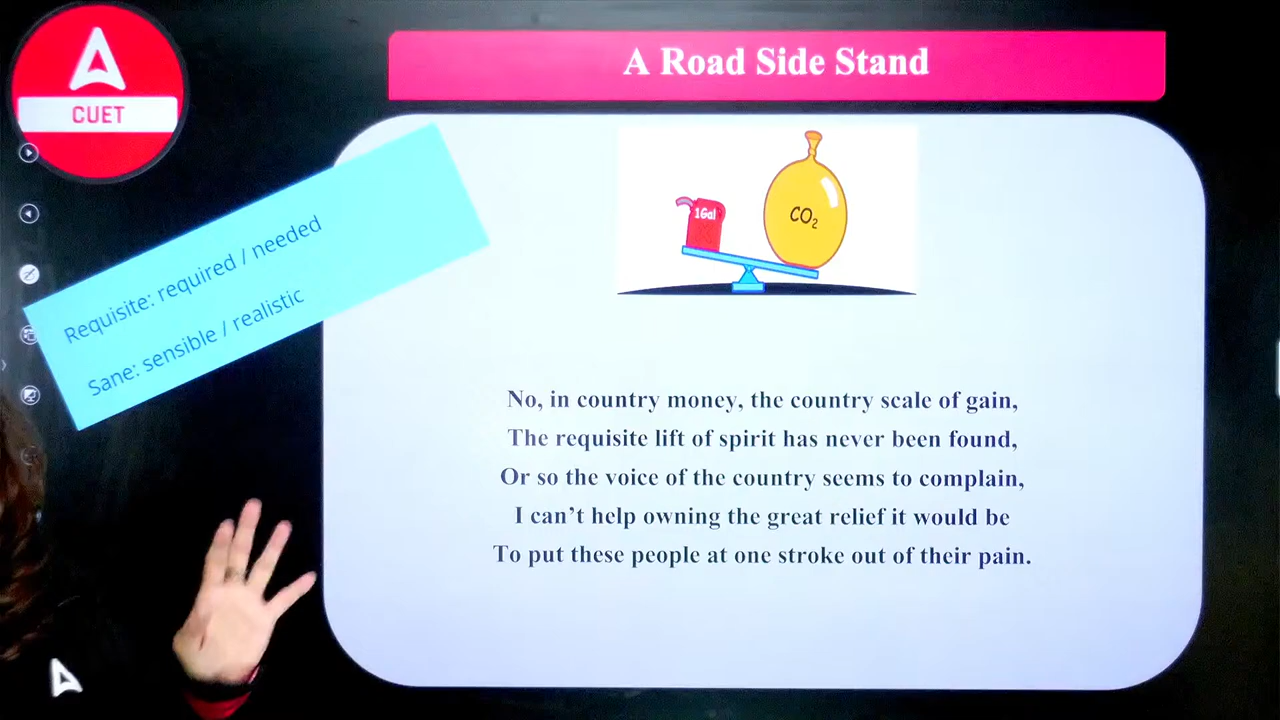 CUET
A Road Side Stand
1Gal
CO₂
Requisite: required / needed
Sane: sensible / realistic
No, in country money, the country scale of gain,
The requisite lift of spirit has never been found,
Or so the voice of the country seems to complain,
I can't help owning the great relief it would be
To put these people at one stroke out of their pain.